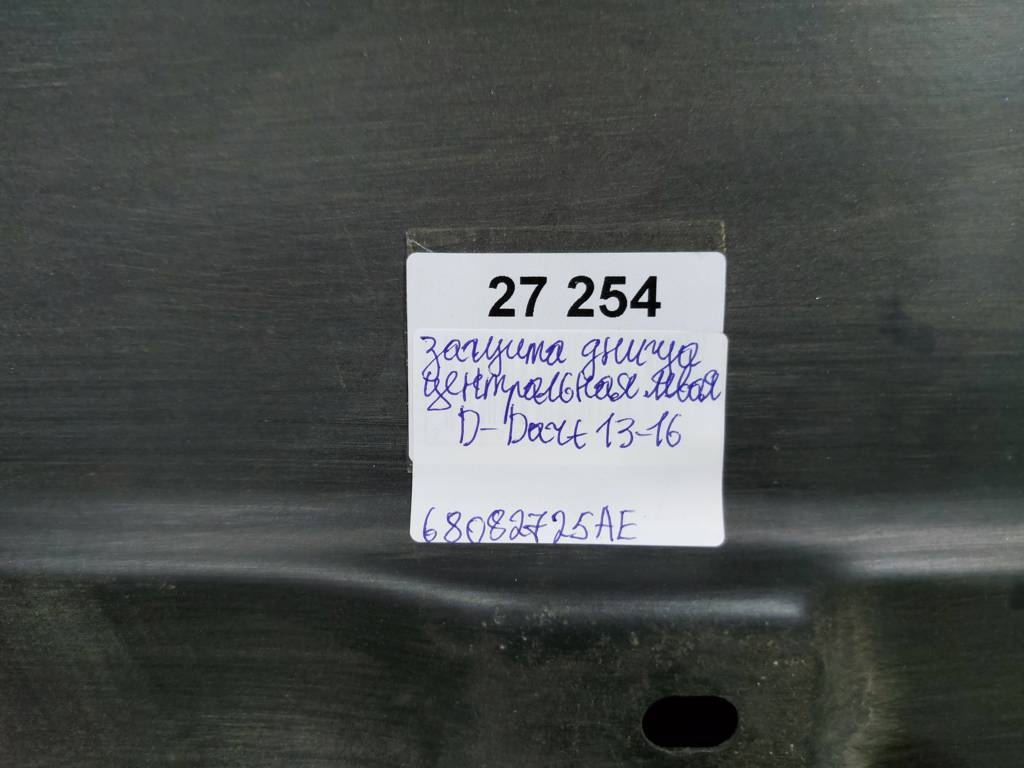 27 254
защита днища
центральная левая
D-Dart 13-16
68082725AE